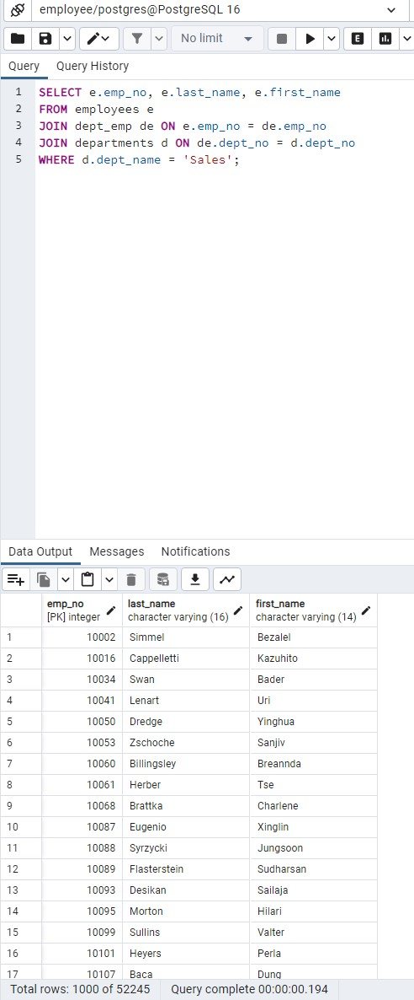 employee/postgres@PostgreSQL 16
No limit
E
Query Query History
1 SELECT e.emp_no, e.last_name, e.first_name
2 FROM employees e
3 JOIN dept_emp de ON e.emp_no = de.emp_no
4 JOIN departments d ON de.dept_no = d.dept_no
5 WHERE d.dept_name = 'Sales';
Data Output Messages Notifications
emp_no last_name first_name
[PK] integer character varying (16) character varying (14)
1 10002 Simmel Bezalel
2 10016 Cappelletti Kazuhito
3 10034 Swan Bader
4 10041 Lenart Uri
5 10050 Dredge Yinghua
6 10053 Zschoche Sanjiv
7 10060 Billingsley Breannda
8 10061 Herber Tse
9 10068 Brattka Charlene
10 10087 Eugenio Xinglin
11 10088 Syrzycki Jungsoon
12 10089 Flasterstein Sudharsan
13 10093 Desikan Sailaja
14 10095 Morton Hilari
15 10099 Sullins Valter
16 10101 Heyers Perla
17 10107 Baca Dung
Total rows: 1000 of 52245 Query complete 00:00:00.194